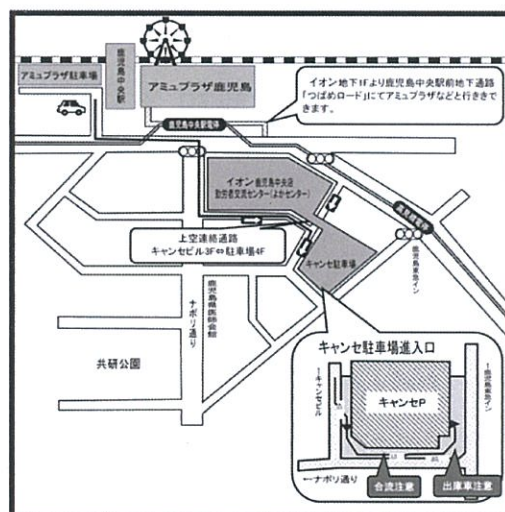 アミュプラザ駐車場
鹿児島中央駅
アミュプラザ鹿児島
イオン地下1Fより鹿児島中央駅前地下通路
「つばめロード」にてアミュプラザなどと行き来で
きます。
鹿児島中央駅電停
イオン鹿児島中央店
勤労者交流センター(よかセンター)
上空連絡通路
キャンセビル3F⇔駐車場4F
キャンセ駐車場
鹿児島東急イン
鹿児島県医師会館
ナポリ通り
共研公園
キャンセ駐車場進入口
↑キャンセビル
キャンセP
↑鹿児島東急イン
←ナポリ通り
合流注意
出庫車注意